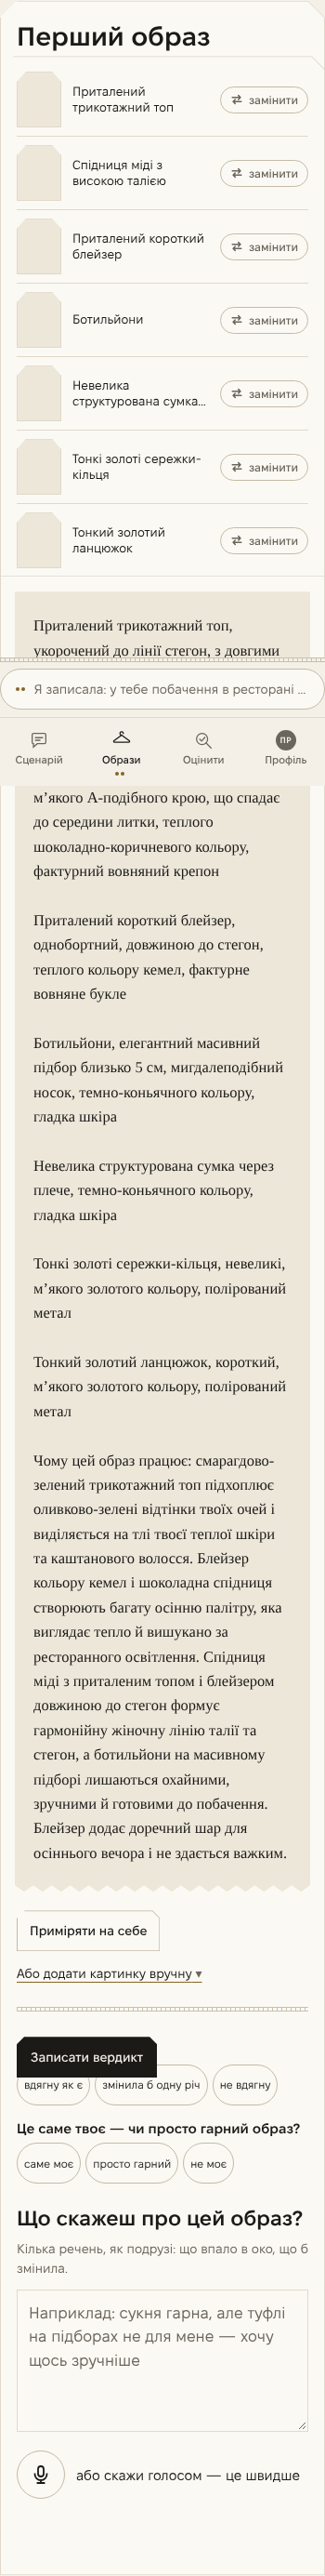 Перший образ
Приталений
трикотажний топ
замінити
Спідниця міді з
високою талією
замінити
Приталений короткий
блейзер
замінити
Ботильйони
замінити
Невелика
структурована сумка...
замінити
Тонкі золоті сережки-
кільця
замінити
Тонкий золотий
ланцюжок
замінити
Приталений трикотажний топ,
укорочений до лінії стегон, з довгими
Я записала: у тебе побачення в ресторані ...
Сценарій
Образи
Оцінити
ПР
Профіль
м’якого А-подібного крою, що спадає
до середини литки, теплого
шоколадно-коричневого кольору,
фактурний вовняний крепон
Приталений короткий блейзер,
однобортний, довжиною до стегон,
теплого кольору кемел, фактурне
вовняне букле
Ботильйони, елегантний масивний
підбор близько 5 см, мигдалеподібний
носок, темно-коньячного кольору,
гладка шкіра
Невелика структурована сумка через
плече, темно-коньячного кольору,
гладка шкіра
Тонкі золоті сережки-кільця, невеликі,
м’якого золотого кольору, полірований
метал
Тонкий золотий ланцюжок, короткий,
м’якого золотого кольору, полірований
метал
Чому цей образ працює: смарагдово-
зелений трикотажний топ підхоплює
оливково-зелені відтінки твоїх очей і
виділяється на тлі твоєї теплої шкіри
та каштанового волосся. Блейзер
кольору кемел і шоколадна спідниця
створюють багату осінню палітру, яка
виглядає тепло й вишукано за
ресторанного освітлення. Спідниця
міді з приталеним топом і блейзером
довжиною до стегон формує
гармонійну жіночну лінію талії та
стегон, а ботильйони на масивному
підборі лишаються охайними,
зручними й готовими до побачення.
Блейзер додає доречний шар для
осіннього вечора і не здається важким.
Приміряти на себе
Або додати картинку вручну ▾
Записати вердикт
вдягну як є
змінила б одну річ
не вдягну
Це саме твоє — чи просто гарний образ?
саме моє
просто гарний
не моє
Що скажеш про цей образ?
Кілька речень, як подрузі: що впало в око, що б
змінила.
Наприклад: сукня гарна, але туфлі
на підборах не для мене — хочу
щось зручніше
або скажи голосом — це швидше